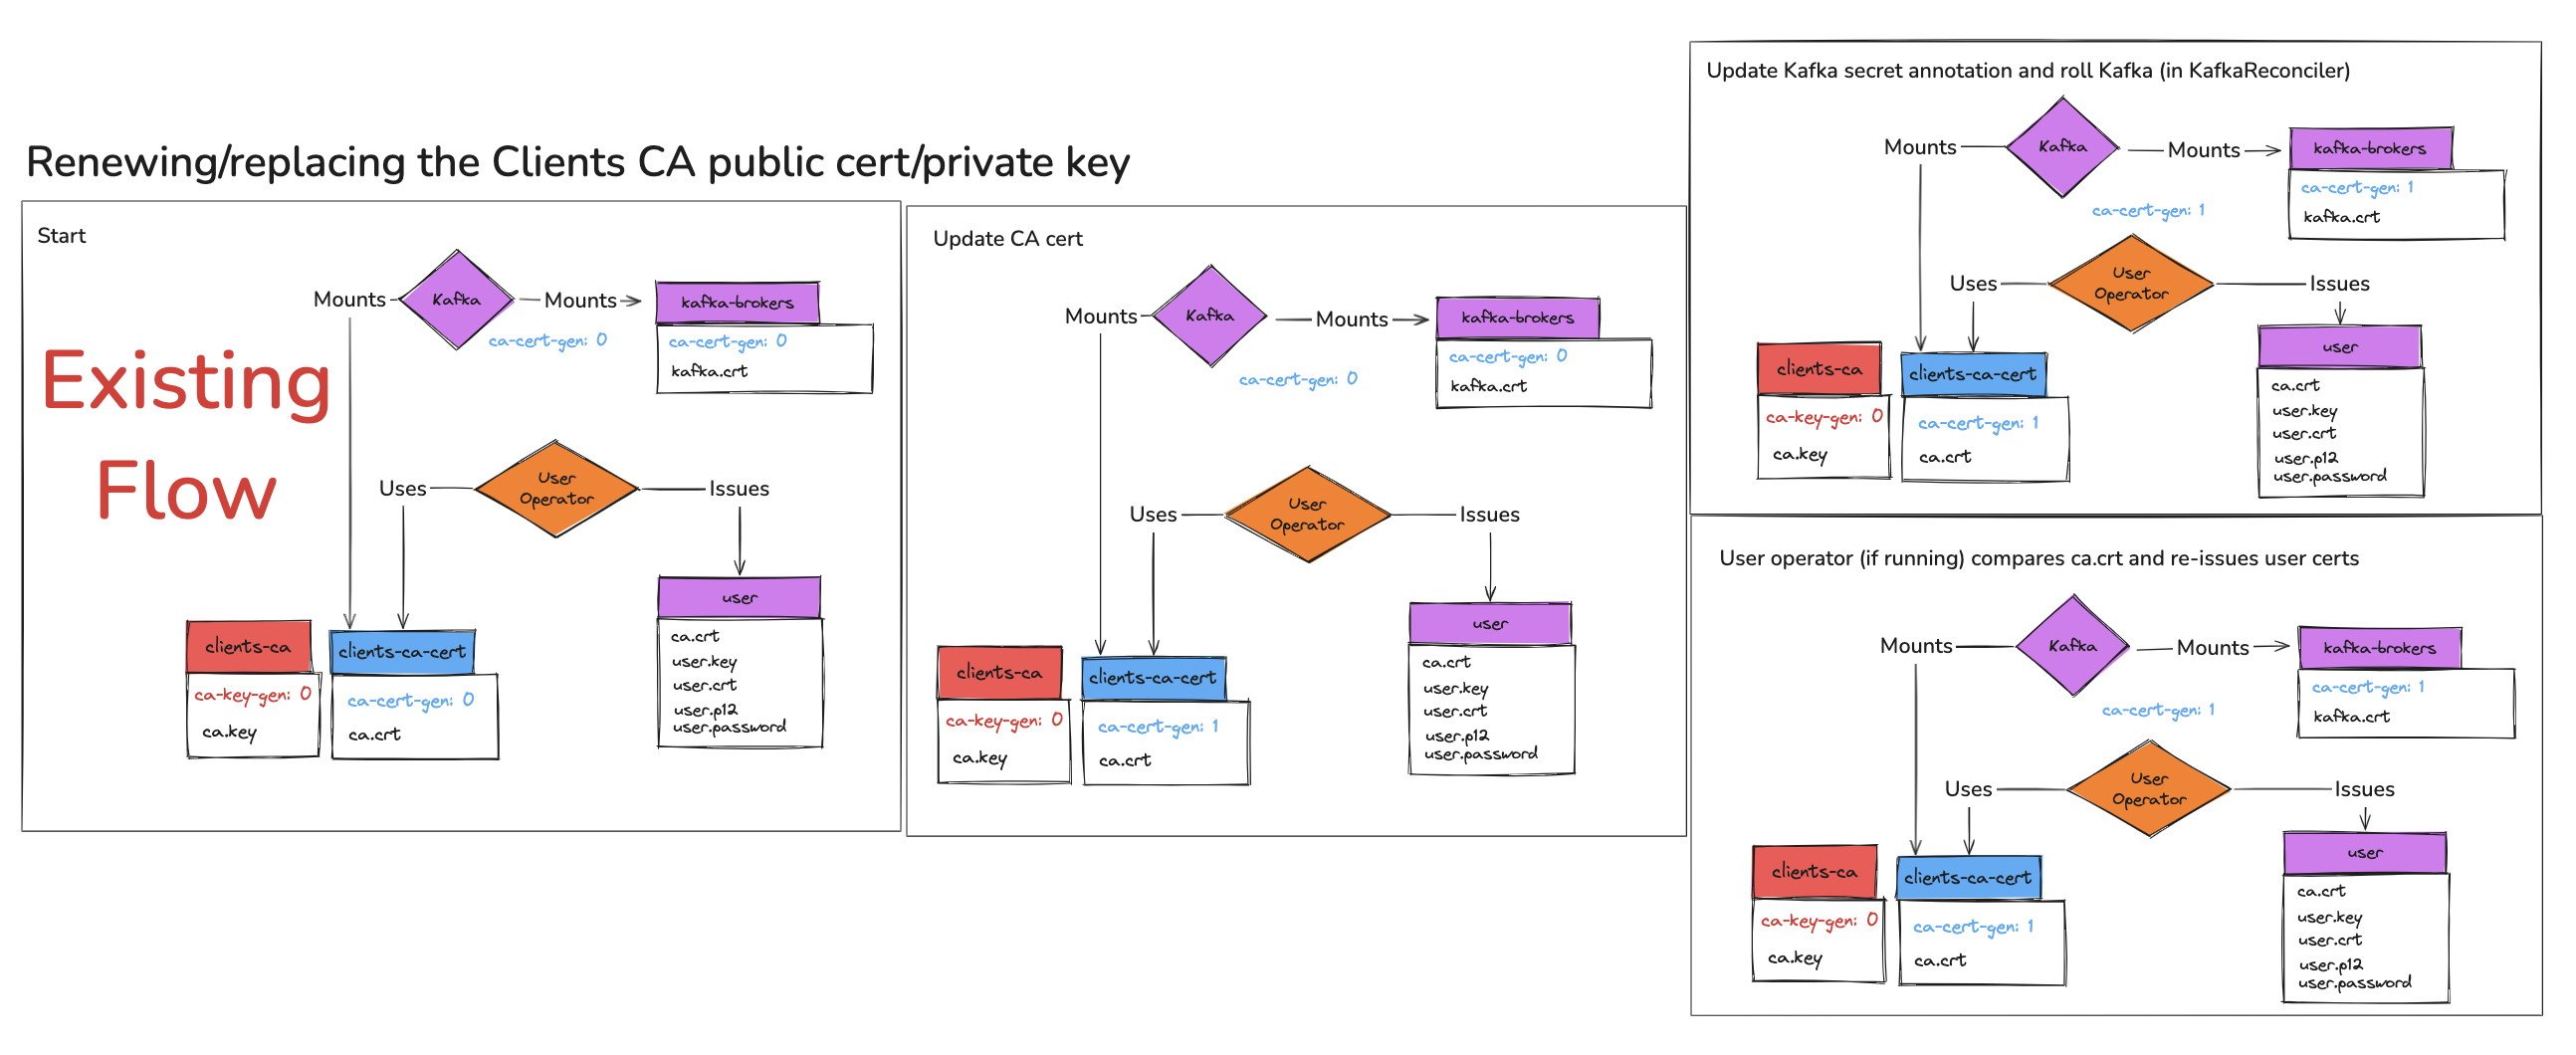 Renewing/replacing the Clients CA public cert/private key
Start
Existing
Flow
Mounts
Kafka
Mounts
kafka-brokers
ca-cert-gen: 0
ca-cert-gen: 0
kafka.crt
Uses
User
Operator
Issues
clients-ca
ca-key-gen: 0
ca.key
clients-ca-cert
ca-cert-gen: 0
ca.crt
user
ca.crt
user.key
user.crt
user.p12
user.password
Update CA cert
Mounts
Kafka
Mounts
kafka-brokers
ca-cert-gen: 0
ca-cert-gen: 0
kafka.crt
Uses
User
Operator
Issues
clients-ca
ca-key-gen: 0
ca.key
clients-ca-cert
ca-cert-gen: 1
ca.crt
user
ca.crt
user.key
user.crt
user.p12
user.password
Update Kafka secret annotation and roll Kafka (in KafkaReconciler)
Mounts
Kafka
Mounts
kafka-brokers
ca-cert-gen: 1
ca-cert-gen: 1
kafka.crt
Uses
User
Operator
Issues
clients-ca
ca-key-gen: 0
ca.key
clients-ca-cert
ca-cert-gen: 1
ca.crt
user
ca.crt
user.key
user.crt
user.p12
user.password
User operator (if running) compares ca.crt and re-issues user certs
Mounts
Kafka
Mounts
kafka-brokers
ca-cert-gen: 1
ca-cert-gen: 1
kafka.crt
Uses
User
Operator
Issues
clients-ca
ca-key-gen: 0
ca.key
clients-ca-cert
ca-cert-gen: 1
ca.crt
user
ca.crt
user.key
user.crt
user.p12
user.password